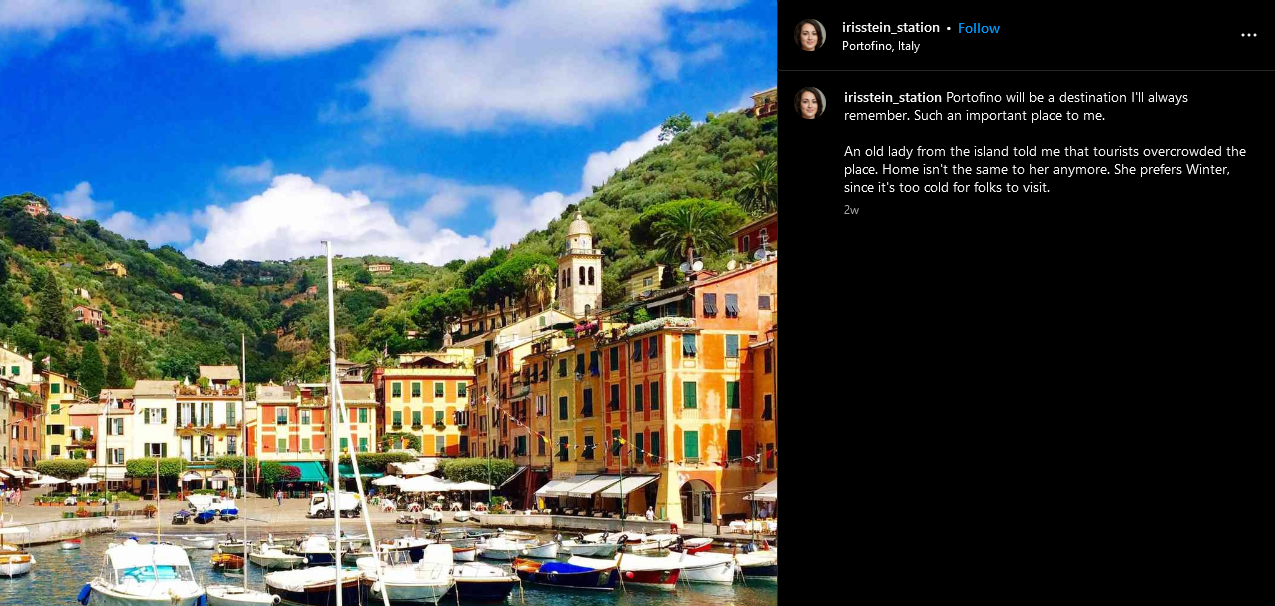 irisstein_station • Follow
Portofino, Italy
irisstein_station Portofino will be a destination I'll always
remember. Such an important place to me.
An old lady from the island told me that tourists overcrowded the
place. Home isn't the same to her anymore. She prefers Winter,
since it's too cold for folks to visit.
2w